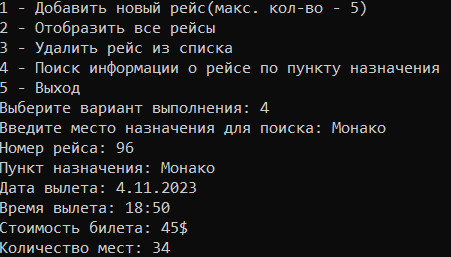 1 - Добавить новый рейс(макс. кол-во - 5)
2 - Отобразить все рейсы
3 - Удалить рейс из списка
4 - Поиск информации о рейсе по пункту назначения
5 - Выход
Выберите вариант выполнения: 4
Введите место назначения для поиска: Монако
Номер рейса: 96
Пункт назначения: Монако
Дата вылета: 4.11.2023
Время вылета: 18:50
Стоимость билета: 45$
Количество мест: 34